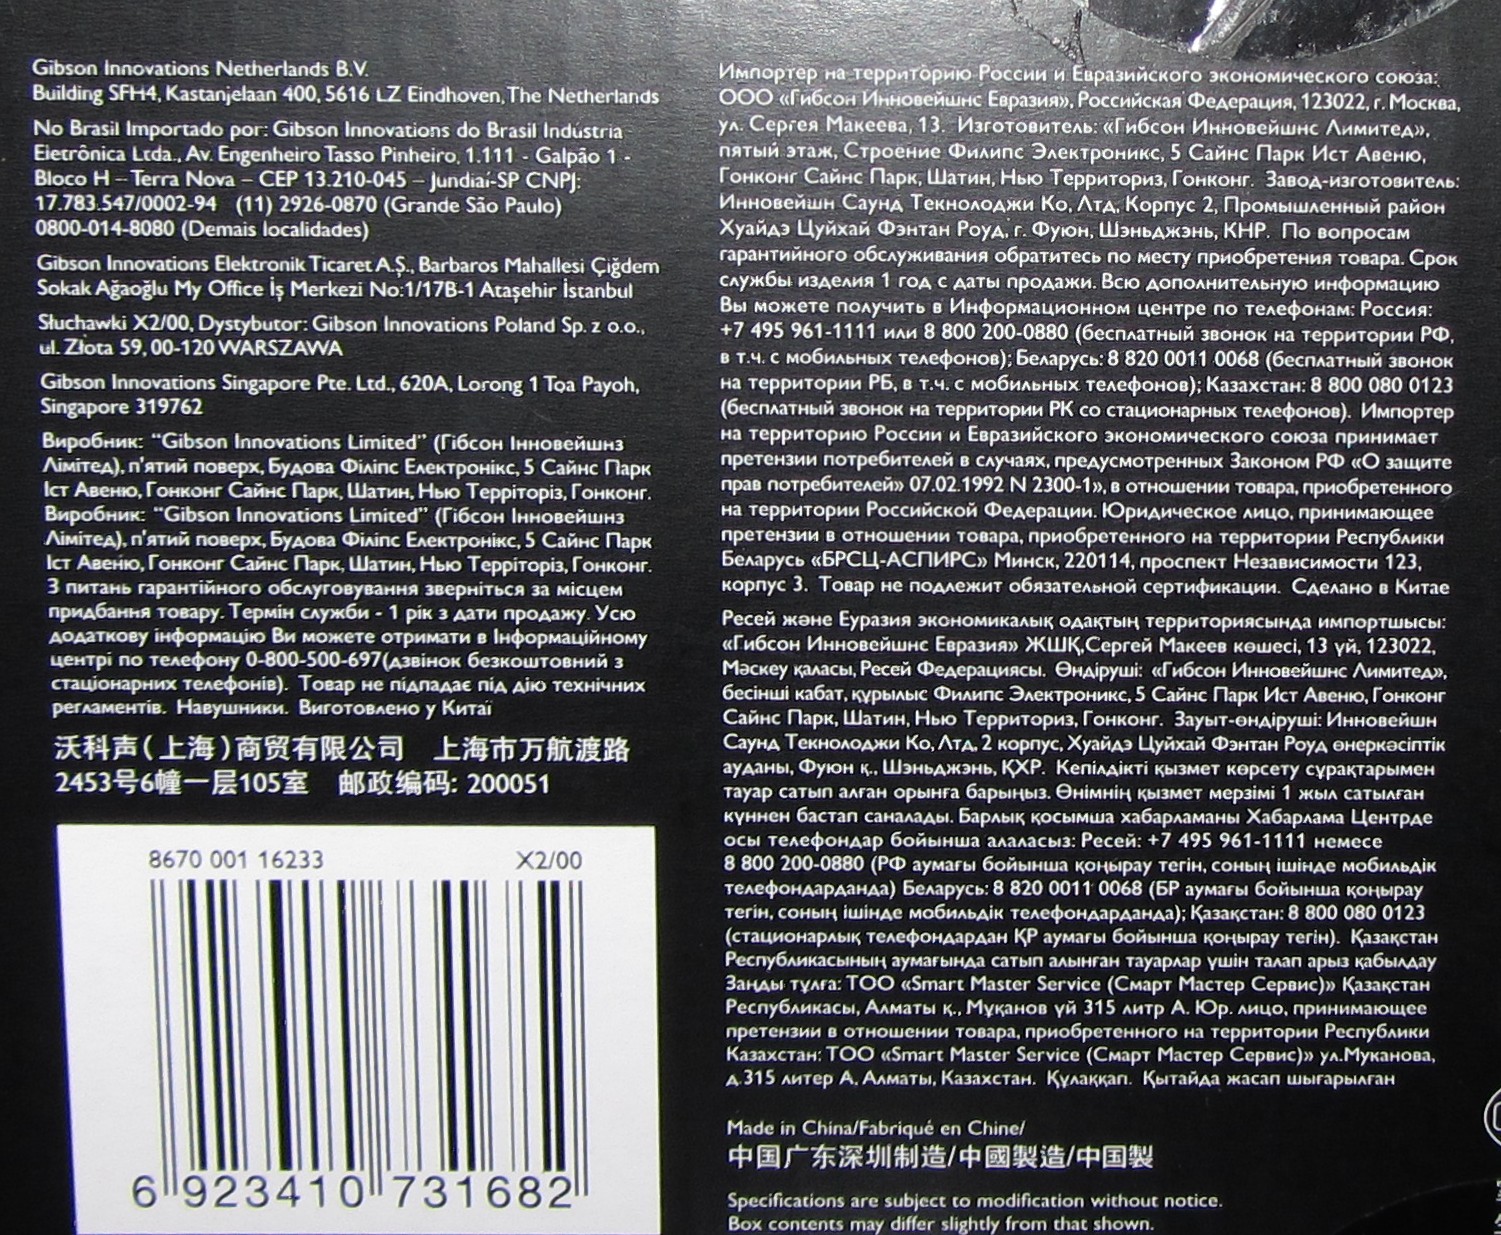 Gibson Innovations Netherlands B.V.
Building SFH4, Kastanjelaan 400, 5616 LZ Eindhoven, The Netherlands
No Brasil Importado por: Gibson Innovations do Brasil Indústria
Eletrônica Ltda., Av. Engenheiro Tasso Pinheiro, 1.111 - Galpão 1 -
Bloco H – Terra Nova – CEP 13.210-045 – Jundiaí-SP CNPJ:
17.783.547/0002-94 (11) 2926-0870 (Grande São Paulo)
0800-014-8080 (Demais localidades)
Gibson Innovations Elektronik Ticaret A.Ş., Barbaros Mahallesi Çiğdem
Sokak Ağaoğlu My Office İş Merkezi No:1/17B-1 Ataşehir İstanbul
Słuchawki X2/00, Dystybutor: Gibson Innovations Poland Sp. z o.o.,
ul. Złota 59, 00-120 WARSZAWA
Gibson Innovations Singapore Pte. Ltd., 620A, Lorong 1 Toa Payoh,
Singapore 319762
Виробник: “Gibson Innovations Limited” (Гібсон Інновейшнз
Лімітед), п'ятий поверх, Будова Філіпс Електронікс, 5 Сайнс Парк
Іст Авеню, Гонконг Сайнс Парк, Шатин, Нью Терріторіз, Гонконг.
Виробник: “Gibson Innovations Limited” (Гібсон Інновейшнз
Лімітед), п'ятий поверх, Будова Філіпс Електронікс, 5 Сайнс Парк
Іст Авеню, Гонконг Сайнс Парк, Шатин, Нью Терріторіз, Гонконг.
З питань гарантійного обслуговування зверніться за місцем
придбання товару. Термін служби - 1 рік з дати продажу. Усю
додаткову інформацію Ви можете отримати в Інформаційному
центрі по телефону 0-800-500-697(дзвінок безкоштовний з
стаціонарних телефонів). Товар не підпадає під дію технічних
регламентів. Навушники. Виготовлено у Китаї
沃科声(上海)商贸有限公司 上海市万航渡路
2453号6幢一层105室 邮政编码: 200051
8670 001 16233 X2/00
6 923410 731682
Импортер на территорию России и Евразийского экономического союза:
ООО «Гибсон Инновейшнс Евразия», Российская Федерация, 123022, г. Москва,
ул. Сергея Макеева, 13. Изготовитель: «Гибсон Инновейшнс Лимитед»,
пятый этаж, Строение Филипс Электроникс, 5 Сайнс Парк Ист Авеню,
Гонконг Сайнс Парк, Шатин, Нью Территориз, Гонконг. Завод-изготовитель:
Инновейшн Саунд Текнолоджи Ко, Лтд, Корпус 2, Промышленный район
Хуайдэ Цуйхай Фэнтан Роуд, г. Фуюн, Шэньджэнь, КНР. По вопросам
гарантийного обслуживания обратитесь по месту приобретения товара. Срок
службы изделия 1 год с даты продажи. Всю дополнительную информацию
Вы можете получить в Информационном центре по телефонам: Россия:
+7 495 961-1111 или 8 800 200-0880 (бесплатный звонок на территории РФ,
в т.ч. с мобильных телефонов); Беларусь: 8 820 0011 0068 (бесплатный звонок
на территории РБ, в т.ч. с мобильных телефонов); Казахстан: 8 800 080 0123
(бесплатный звонок на территории РК со стационарных телефонов). Импортер
на территорию России и Евразийского экономического союза принимает
претензии потребителей в случаях, предусмотренных Законом РФ «О защите
прав потребителей» 07.02.1992 N 2300-1», в отношении товара, приобретенного
на территории Российской Федерации. Юридическое лицо, принимающее
претензии в отношении товара, приобретенного на территории Республики
Беларусь «БРСЦ-АСПИРС» Минск, 220114, проспект Независимости 123,
корпус 3. Товар не подлежит обязательной сертификации. Сделано в Китае
Ресей және Еуразия экономикалық одақтың территориясында импортшысы:
«Гибсон Инновейшнс Евразия» ЖШҚ,Сергей Макеев көшесі, 13 үй, 123022,
Мәскеу қаласы, Ресей Федерациясы. Өндіруші: «Гибсон Инновейшнс Лимитед»,
бесінші кабат, құрылыс Филипс Электроникс, 5 Сайнс Парк Ист Авеню, Гонконг
Сайнс Парк, Шатин, Нью Территориз, Гонконг. Зауыт-өндіруші: Инновейшн
Саунд Текнолоджи Ко, Лтд, 2 корпус, Хуайдэ Цуйхай Фэнтан Роуд өнеркәсіптік
ауданы, Фуюн қ., Шэньджэнь, ҚХР. Кепілдікті қызмет көрсету сұрақтарымен
тауар сатып алған орынға барыңыз. Өнімнің қызмет мерзімі 1 жыл сатылған
күннен бастап саналады. Барлық қосымша хабарламаны Хабарлама Центрде
осы телефондар бойынша алаласыз: Ресей: +7 495 961-1111 немесе
8 800 200-0880 (РФ аумағы бойынша қоңырау тегін, соның ішінде мобильдік
телефондарданда) Беларусь: 8 820 0011 0068 (БР аумағы бойынша қоңырау
тегін, соның ішінде мобильдік телефондарданда); Қазақстан: 8 800 080 0123
(стационарлық телефондардан ҚР аумағы бойынша қоңырау тегін). Қазақстан
Республикасының аумағында сатып алынған тауарлар үшін талап арыз қабылдау
Заңды тұлға: ТОО «Smart Master Service (Смарт Мастер Сервис)» Қазақстан
Республикасы, Алматы қ., Мұқанов үй 315 литр А. Юр. лицо, принимающее
претензии в отношении товара, приобретенного на территории Республики
Казахстан: ТОО «Smart Master Service (Смарт Мастер Сервис)» ул.Муканова,
д.315 литер А, Алматы, Казахстан. Құлаққап. Қытайда жасап шығарылған
Made in China/Fabriqué en Chine/
中国广东深圳制造/中國製造/中国製
Specifications are subject to modification without notice.
Box contents may differ slightly from that shown.